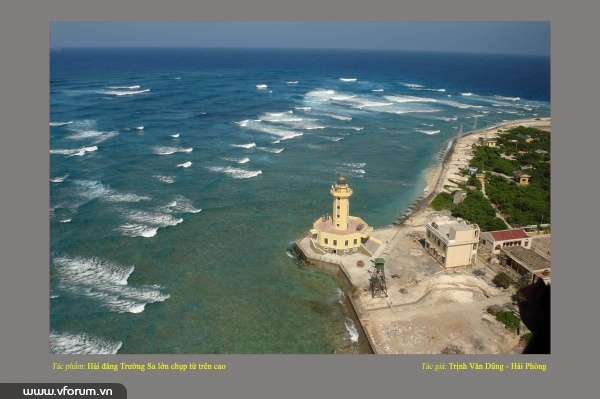 Tác phẩm: Hải đăng Trường Sa lớn chụp từ trên cao
Tác giả: Trịnh Văn Dũng - Hải Phòng
www.vforum.vn